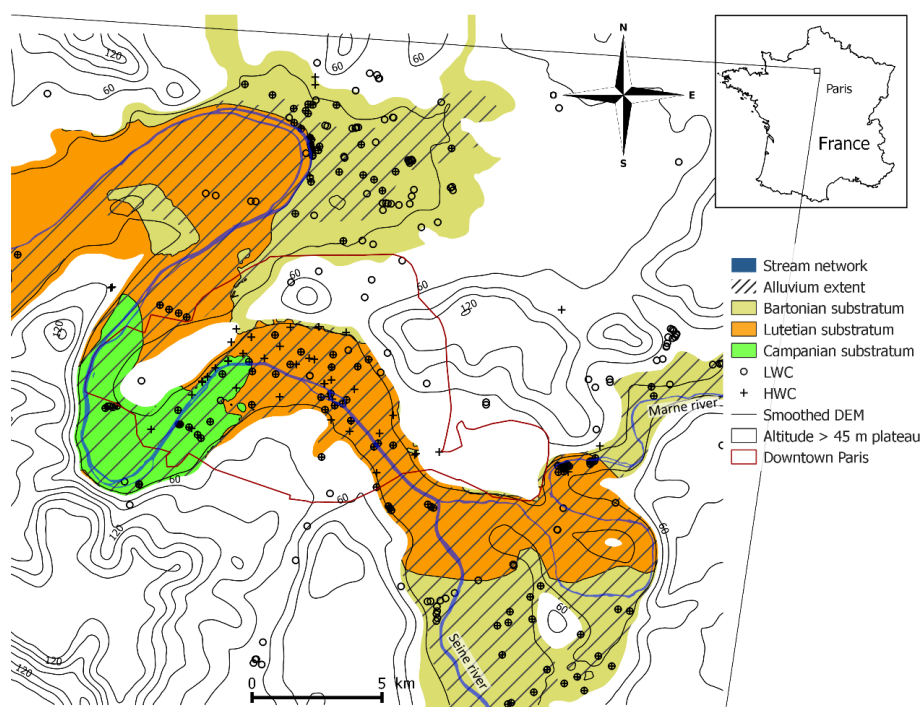 120
60
60
N
O
E
S
Paris
France
60
60
120
120
Stream network
Alluvium extent
Bartonian substratum
Lutetian substratum
Campanian substratum
LWC
HWC
Smoothed DEM
Altitude > 45 m plateau
Downtown Paris
Marne river
60
60
60
120
60
120
120
Seine river
0 5 km